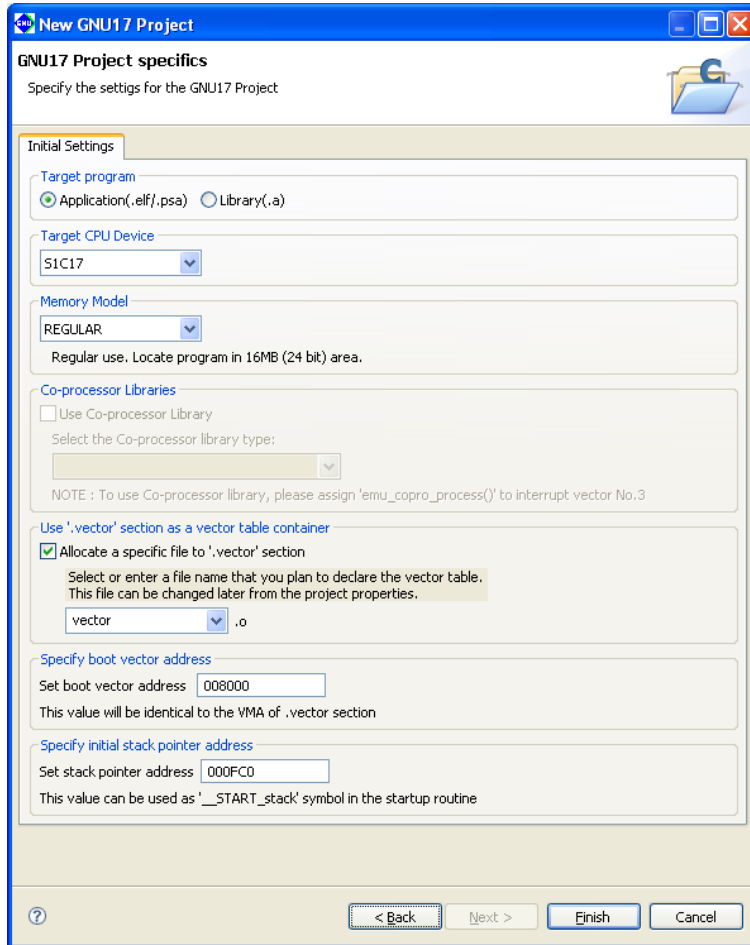 GNU New GNU17 Project
GNU17 Project specifics
Specify the settigs for the GNU17 Project
C
Initial Settings
Target program
Application(.elf/.psa) Library(.a)
Target CPU Device
S1C17
Memory Model
REGULAR
Regular use. Locate program in 16MB (24 bit) area.
Co-processor Libraries
Use Co-processor Library
Select the Co-processor library type:
NOTE : To use Co-processor library, please assign 'emu_copro_process()' to interrupt vector No.3
Use '.vector' section as a vector table container
Allocate a specific file to '.vector' section
Select or enter a file name that you plan to declare the vector table.
This file can be changed later from the project properties.
vector .o
Specify boot vector address
Set boot vector address 008000
This value will be identical to the VMA of .vector section
Specify initial stack pointer address
Set stack pointer address 000FC0
This value can be used as '__START_stack' symbol in the startup routine
? < Back Next > Finish Cancel